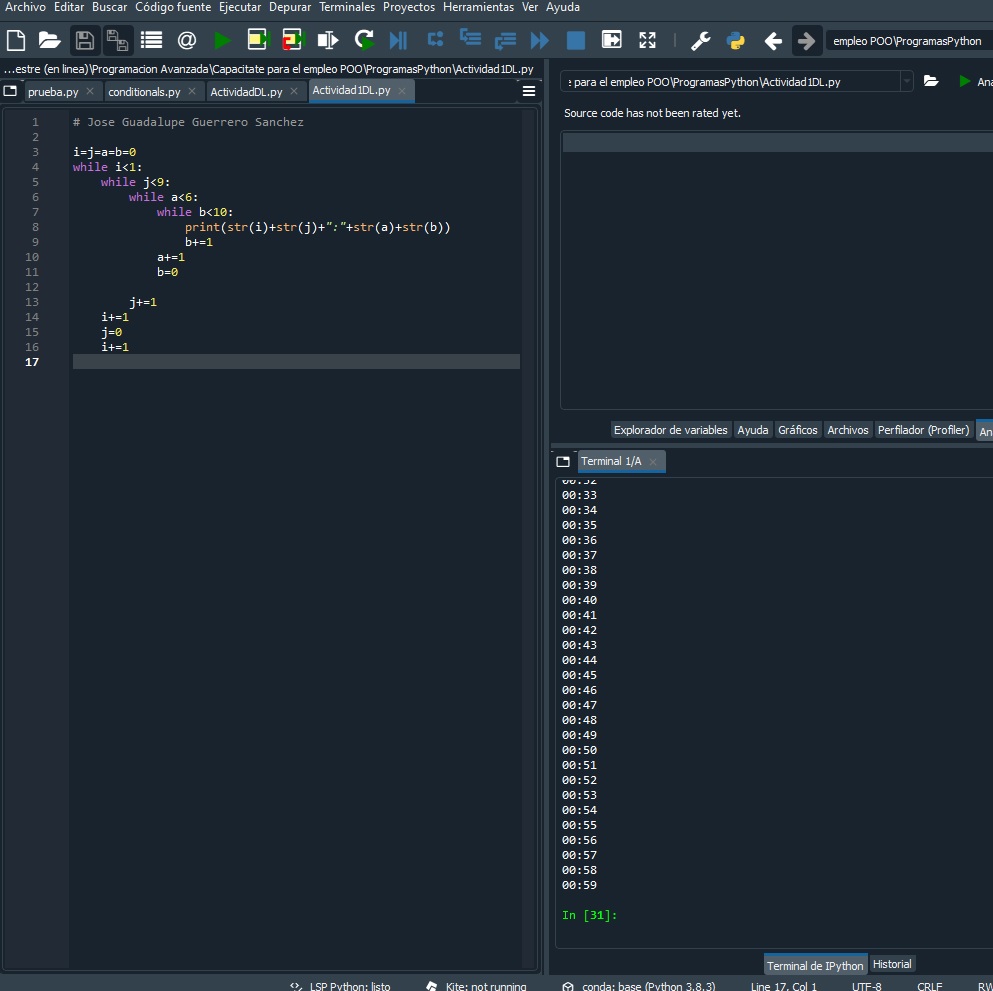 Archivo Editar Buscar Código fuente Ejecutar Depurar Terminales Proyectos Herramientas Ver Ayuda
empleo POO\ProgramasPython
...estre (en linea)\Programacion Avanzada\Capacitate para el empleo POO\ProgramasPython\Actividad1DL.py
prueba.py conditionals.py ActividadDL.py Actividad1DL.py
1 # Jose Guadalupe Guerrero Sanchez
2
3 i=j=a=b=0
4 while i<1:
5 while j<9:
6 while a<6:
7 while b<10:
8 print(str(i)+str(j)+":"+str(a)+str(b))
9 b+=1
10 a+=1
11 b=0
12
13 j+=1
14 i+=1
15 j=0
16 i+=1
17
e para el empleo POO\ProgramasPython\Actividad1DL.py Ana
Source code has not been rated yet.
Explorador de variables Ayuda Gráficos Archivos Perfilador (Profiler) An
Terminal 1/A
00:32
00:33
00:34
00:35
00:36
00:37
00:38
00:39
00:40
00:41
00:42
00:43
00:44
00:45
00:46
00:47
00:48
00:49
00:50
00:51
00:52
00:53
00:54
00:55
00:56
00:57
00:58
00:59
In [31]:
Terminal de IPython Historial
LSP Python: listo Kite: not running conda: base (Python 3.8.3) Line 17, Col 1 UTF-8 CRLF RW